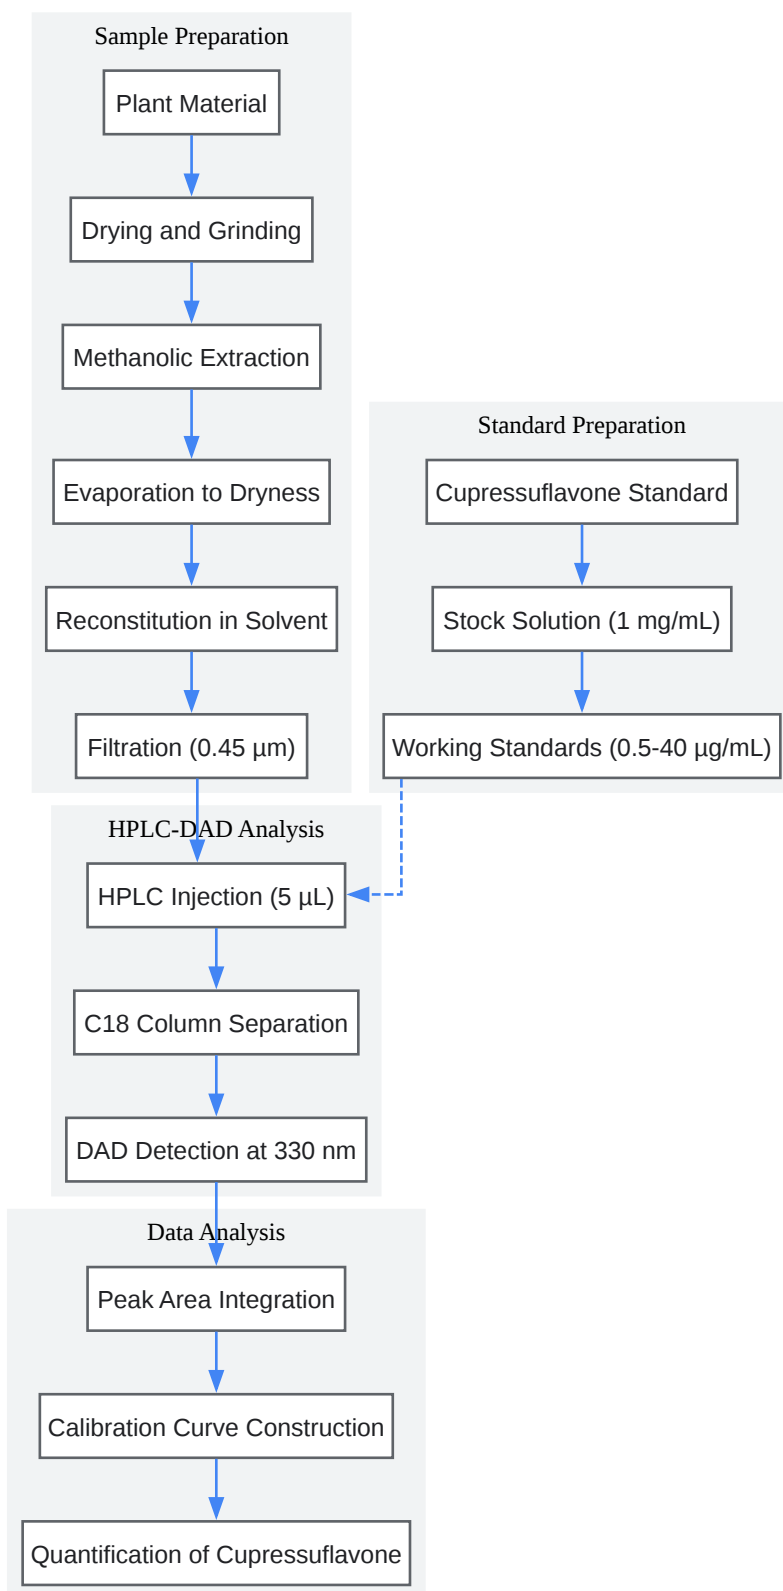 Sample Preparation
Plant Material
Drying and Grinding
Methanolic Extraction
Evaporation to Dryness
Reconstitution in Solvent
Filtration (0.45 µm)
Standard Preparation
Cupressuflavone Standard
Stock Solution (1 mg/mL)
Working Standards (0.5-40 µg/mL)
HPLC-DAD Analysis
HPLC Injection (5 µL)
C18 Column Separation
DAD Detection at 330 nm
Data Analysis
Peak Area Integration
Calibration Curve Construction
Quantification of Cupressuflavone